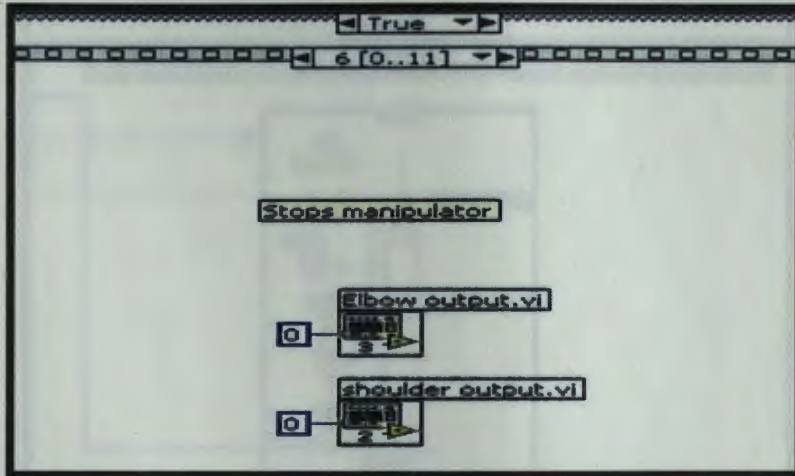 True
6 [0..11]
Stops manipulator
Elbow output.vi
0
3
shoulder output.vi
0
2